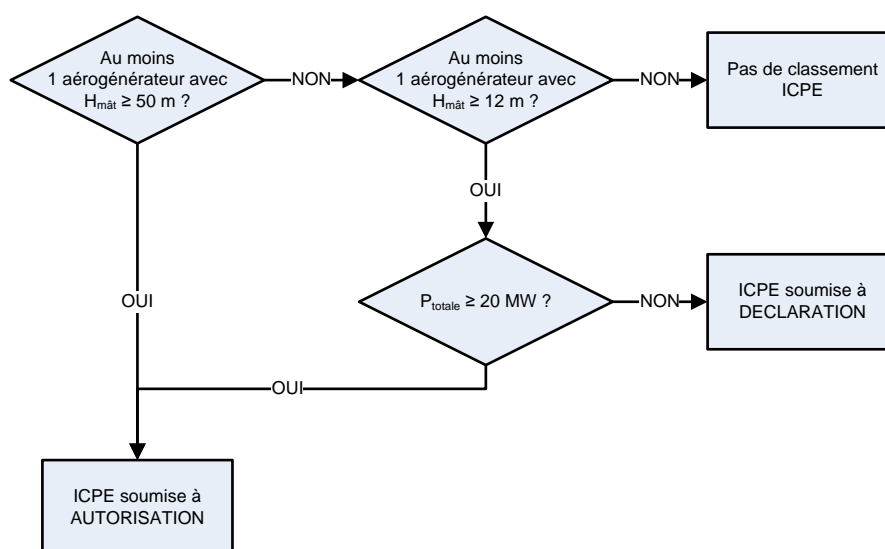 Au moins
1 aérogénérateur avec
Hmât ≥ 50 m ?
NON
Au moins
1 aérogénérateur avec
Hmât ≥ 12 m ?
NON
Pas de classement
ICPE
OUI
OUI
Ptotale ≥ 20 MW ?
NON
ICPE soumise à
DECLARATION
OUI
ICPE soumise à
AUTORISATION